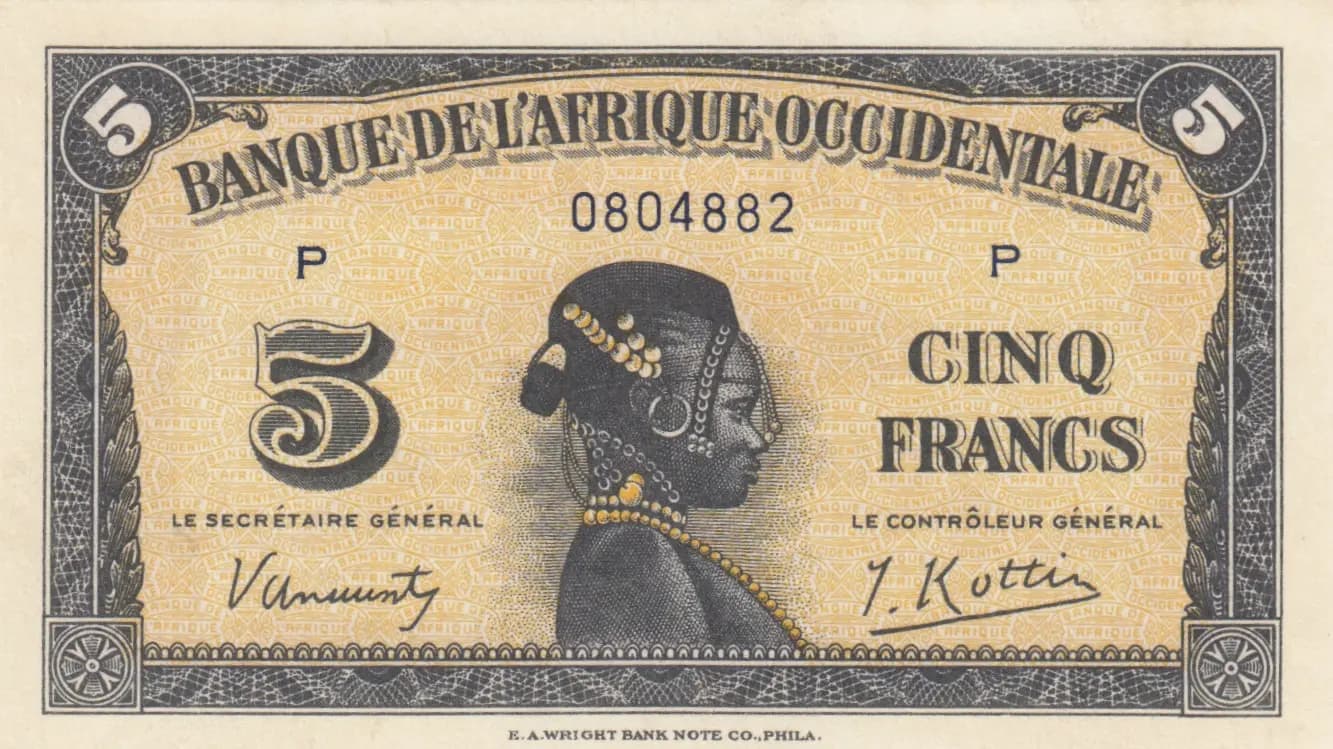 5 5
BANQUE DE L'AFRIQUE OCCIDENTALE
0804882
P P
5 CINQ
FRANCS
LE SECRÉTAIRE GÉNÉRAL LE CONTRÔLEUR GÉNÉRAL
J. Kottin
E.A.WRIGHT BANK NOTE CO.,PHILA.